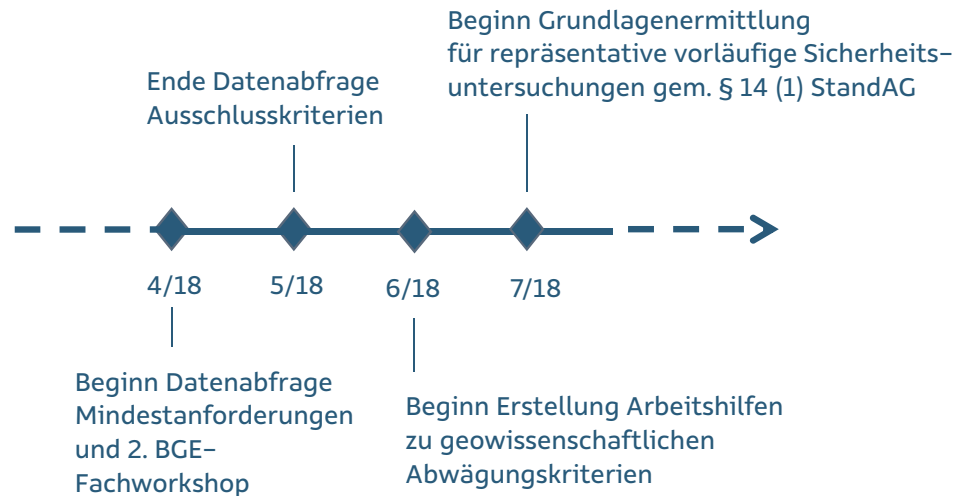 Beginn Grundlagenermittlung
für repräsentative vorläufige Sicherheits-
untersuchungen gem. § 14 (1) StandAG
Ende Datenabfrage
Ausschlusskriterien
4/18
5/18
6/18
7/18
Beginn Datenabfrage
Mindestanforderungen
und 2. BGE-
Fachworkshop
Beginn Erstellung Arbeitshilfen
zu geowissenschaftlichen
Abwägungskriterien